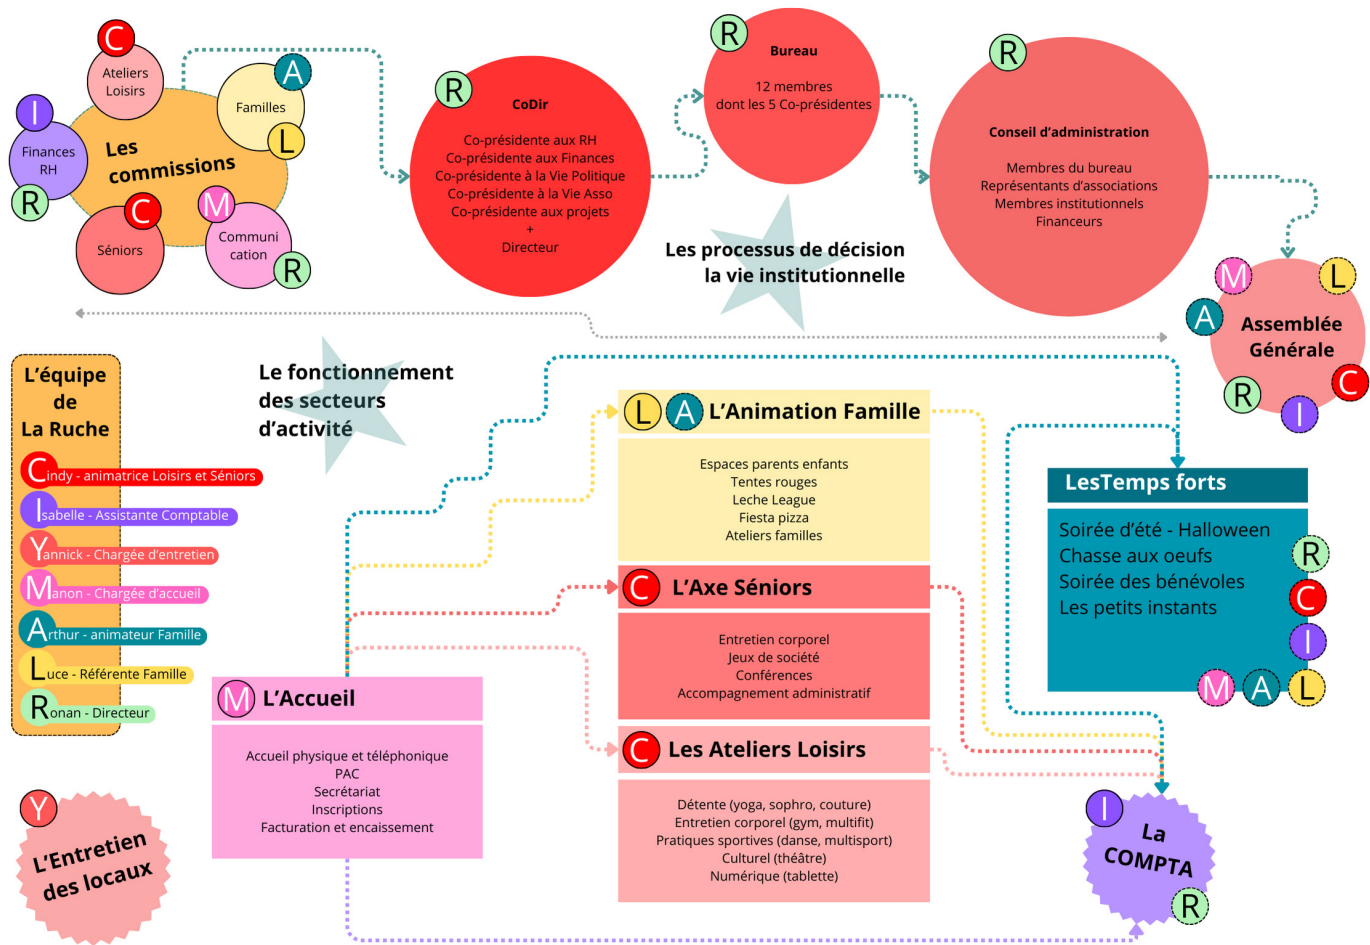 C
Ateliers
Loisirs
A
Familles
L
I
Finances
RH
R
Les
commissions
C
Séniors
M
Communi
cation
R
R
CoDir
Co-présidente aux RH
Co-présidente aux Finances
Co-présidente à la Vie Politique
Co-présidente à la Vie Asso
Co-présidente aux projets
+
Directeur
R
Bureau
12 membres
dont les 5 Co-présidentes
R
Conseil d’administration
Membres du bureau
Représentants d’associations
Membres institutionnels
Financeurs
Les processus de décision
la vie institutionnelle
M
L
A
Assemblée
Générale
R
I
C
L’équipe
de
La Ruche
Cindy - animatrice Loisirs et Séniors
Isabelle - Assistante Comptable
Yannick - Chargée d’entretien
Manon - Chargée d’accueil
Arthur - animateur Famille
Luce - Référente Famille
Ronan - Directeur
Le fonctionnement
des secteurs
d’activité
L A L’Animation Famille
Espaces parents enfants
Tentes rouges
Leche League
Fiesta pizza
Ateliers familles
C L’Axe Séniors
Entretien corporel
Jeux de société
Conférences
Accompagnement administratif
C Les Ateliers Loisirs
Détente (yoga, sophro, couture)
Entretien corporel (gym, multifit)
Pratiques sportives (danse, multisport)
Culturel (théâtre)
Numérique (tablette)
LesTemps forts
Soirée d’été - Halloween
Chasse aux oeufs
Soirée des bénévoles
Les petits instants
R
C
I
M A L
M L’Accueil
Accueil physique et téléphonique
PAC
Secrétariat
Inscriptions
Facturation et encaissement
Y
L’Entretien
des locaux
I
La
COMPTA
R